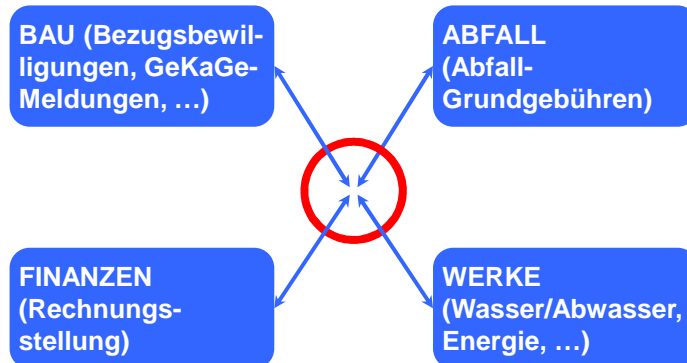 BAU (Bezugsbewil-
ligungen, GeKaGe-
Meldungen, …)
ABFALL
(Abfall-
Grundgebühren)
FINANZEN
(Rechnungs-
stellung)
WERKE
(Wasser/Abwasser,
Energie, …)